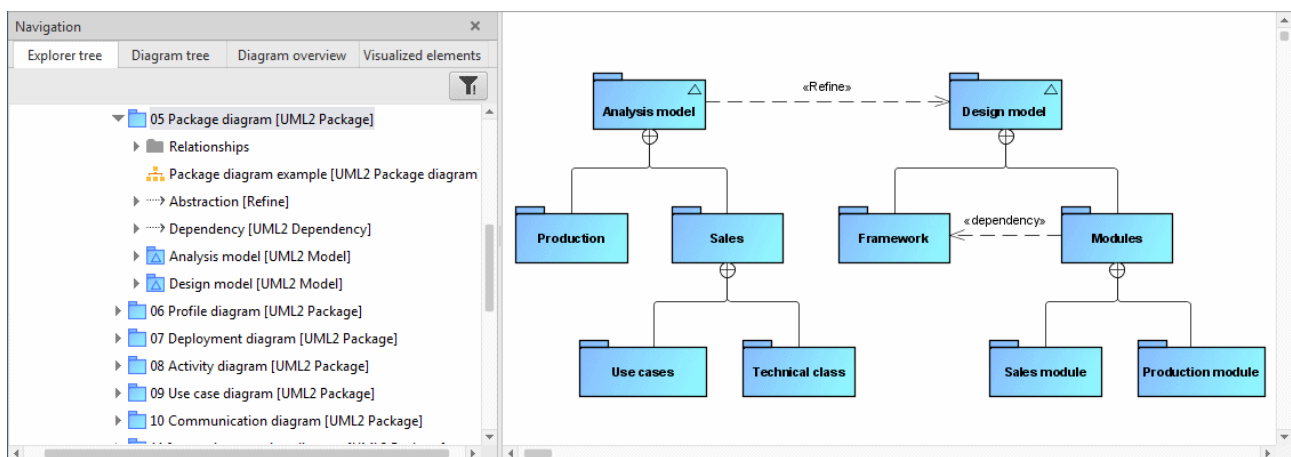 Navigation
Explorer tree
Diagram tree
Diagram overview
Visualized elements
05 Package diagram [UML2 Package]
Relationships
Package diagram example [UML2 Package diagram
Abstraction [Refine]
Dependency [UML2 Dependency]
Analysis model [UML2 Model]
Design model [UML2 Model]
06 Profile diagram [UML2 Package]
07 Deployment diagram [UML2 Package]
08 Activity diagram [UML2 Package]
09 Use case diagram [UML2 Package]
10 Communication diagram [UML2 Package]
«Refine»
Analysis model
Design model
Production
Sales
Framework
«dependency»
Modules
Use cases
Technical class
Sales module
Production module